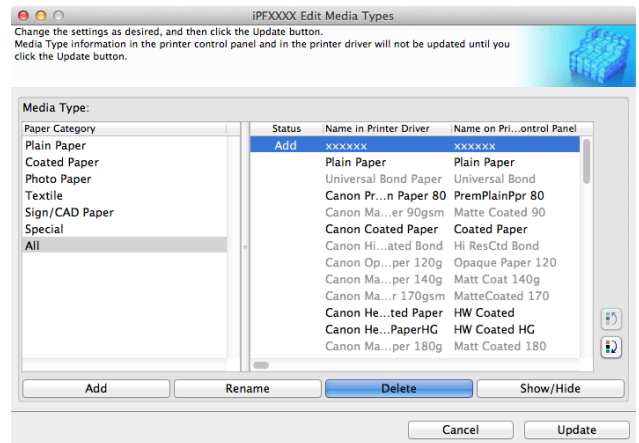 iPFXXXX Edit Media Types
Change the settings as desired, and then click the Update button.
Media Type information in the printer control panel and in the printer driver will not be updated until you
click the Update button.
Media Type:
Paper Category Status Name in Printer Driver Name on Pri...ontrol Panel
Plain Paper Add xxxxxx xxxxxx
Coated Paper Plain Paper Plain Paper
Photo Paper Universal Bond Paper Universal Bond
Textile Canon Pr...n Paper 80 PremPlainPpr 80
Sign/CAD Paper Canon Ma...er 90gsm Matte Coated 90
Special Canon Coated Paper Coated Paper
All Canon Hi...ated Bond Hi ResCtd Bond
Canon Op...per 120g Opaque Paper 120
Canon Ma...per 140g Matt Coat 140g
Canon Ma...r 170gsm MatteCoated 170
Canon He...ted Paper HW Coated
Canon He...PaperHG HW Coated HG
Canon Ma...per 180g Matt Coated 180
Add Rename Delete Show/Hide
Cancel Update